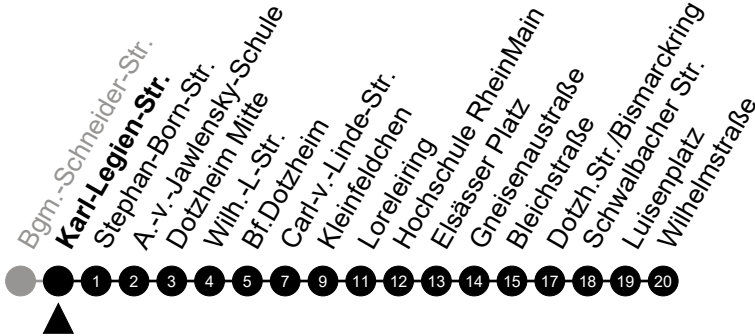 Bgm.-Schneider-Str.
Karl-Legien-Str.
Stephan-Born-Str.
A.-v.-Jawlensky-Schule
Dotzheim Mitte
Wilh.-L-Str.
Bf.Dotzheim
Carl-v.-Linde-Str.
Kleinfeldchen
Loreleiring
Hochschule RheinMain
Elsässer Platz
Gneisenaustraße
Bleichstraße
Dotzh.Str./Bismarckring
Schwalbacher Str.
Luisenplatz
Wilhelmstraße
1 2 3 4 5 7 9 11 12 13 14 15 17 18 19 20